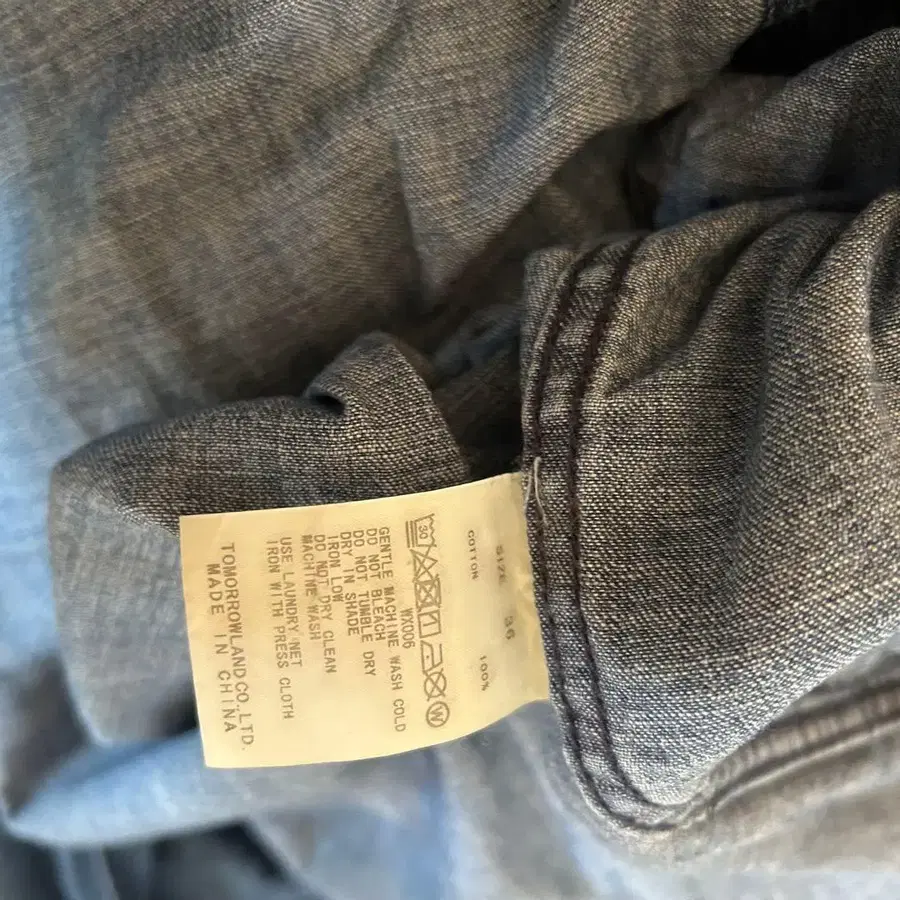 SIZE 36
COTTON 100%
30 W
WX006
GENTLE MACHINE WASH COLD
DO NOT BLEACH
DO NOT TUMBLE DRY
DRY IN SHADE
IRON LOW
DO NOT DRY CLEAN
MACHINE WASH
USE LAUNDRY NET
IRON WITH PRESS CLOTH
TOMORROWLAND CO.,LTD.
MADE IN CHINA